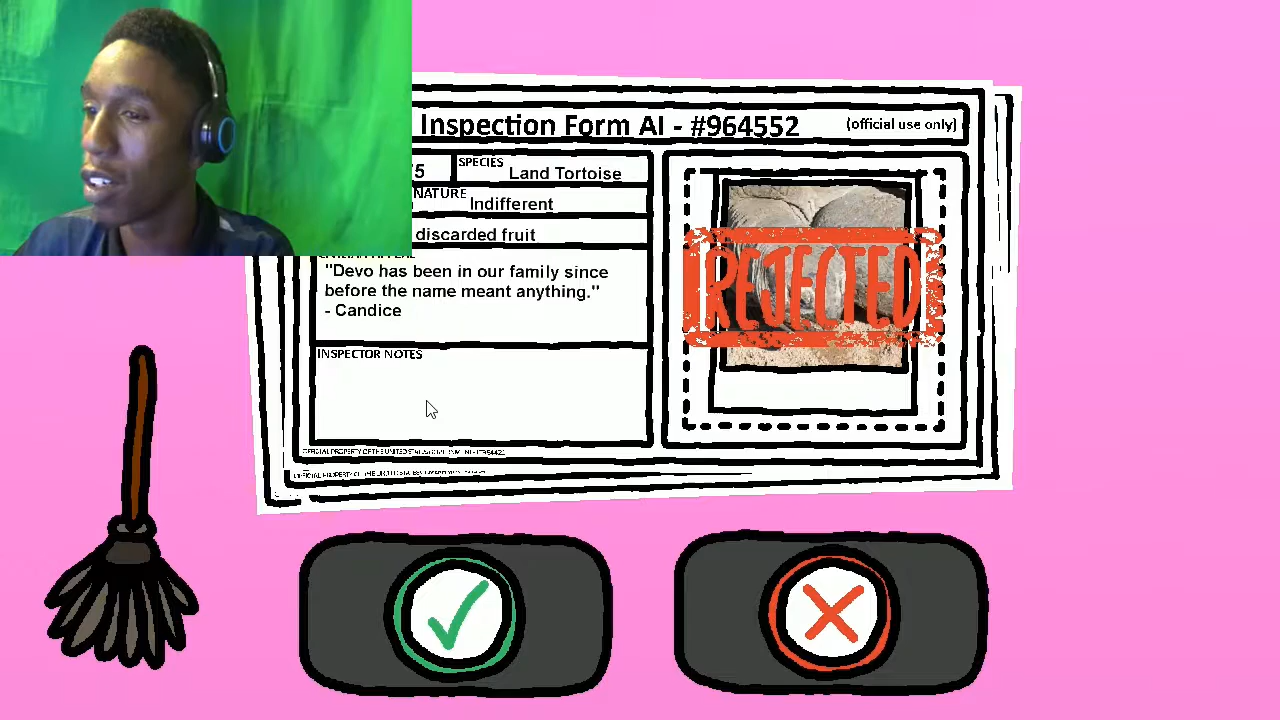 Inspection Form AI - #964552
(official use only)
5
SPECIES
Land Tortoise
NATURE
Indifferent
discarded fruit
"Devo has been in our family since
before the name meant anything."
- Candice
INSPECTOR NOTES
REJECTED